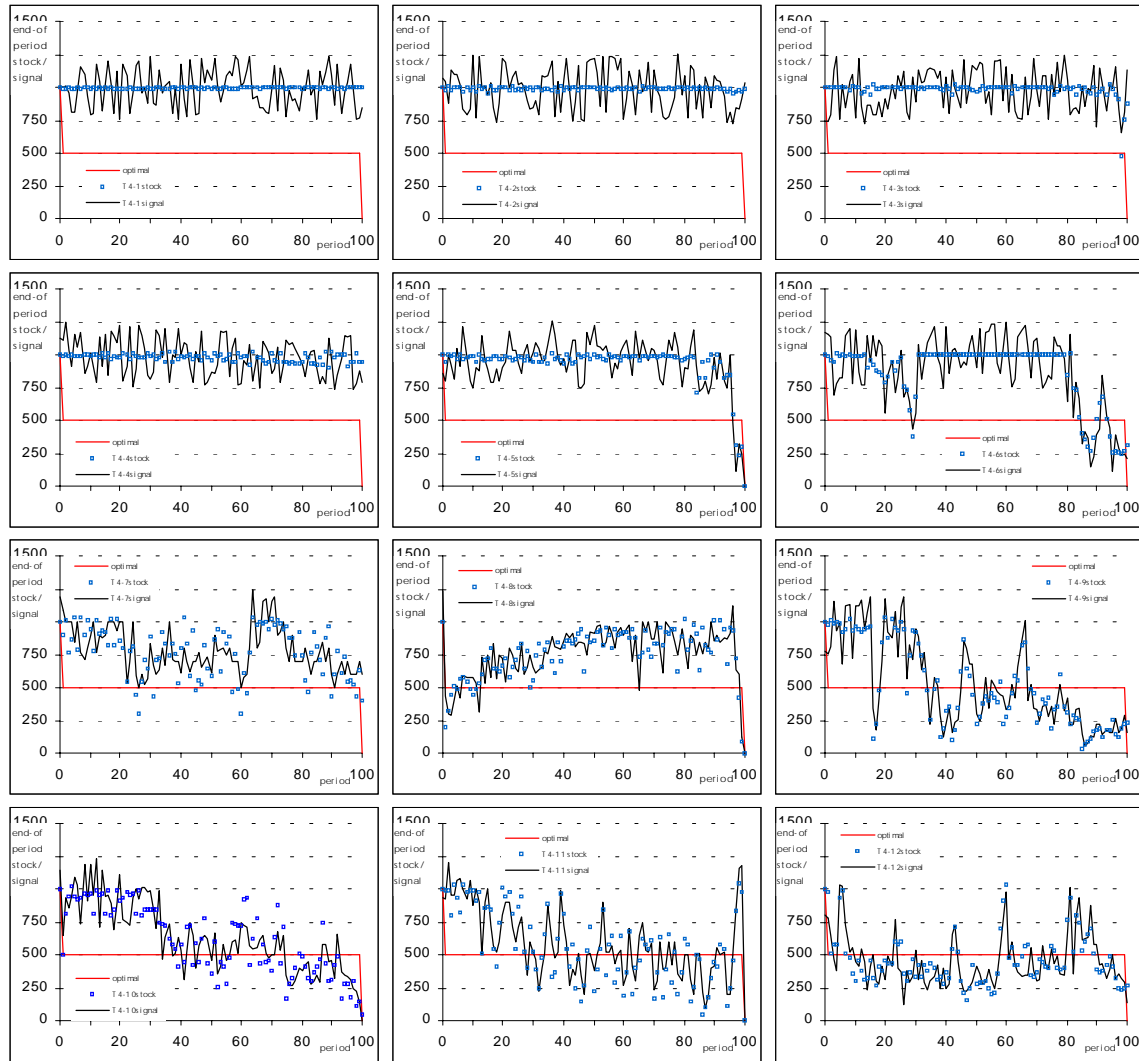 1500
end-of
period
stock/
signal
750
500
250
0
optimal
T4-1stock
T4-1signal
0 20 40 60 80 100
period
1500
end-of
period
stock/
signal
750
500
250
0
optimal
T4-2stock
T4-2signal
0 20 40 60 80 100
period
1500
end-of
period
stock/
signal
750
500
250
0
optimal
T4-3stock
T4-3signal
0 20 40 60 80 100
period
1500
end-of
period
stock/
signal
750
500
250
0
optimal
T4-4stock
T4-4signal
0 20 40 60 80 100
period
1500
end-of
period
stock/
signal
750
500
250
0
optimal
T4-5stock
T4-5signal
0 20 40 60 80 100
period
1500
end-of
period
stock/
signal
750
500
250
0
optimal
T4-6stock
T4-6signal
0 20 40 60 80 100
period
1500
end-of
period
stock/
signal
750
500
250
0
optimal
T4-7stock
T4-7signal
0 20 40 60 80 100
period
1500
end-of
period
stock/
signal
750
500
250
0
optimal
T4-8stock
T4-8signal
0 20 40 60 80 100
period
1500
end-of
period
stock/
signal
750
500
250
0
optimal
T4-9stock
T4-9signal
0 20 40 60 80 100
period
1500
end-of
period
stock/
signal
750
500
250
0
optimal
T4-10stock
T4-10signal
0 20 40 60 80 100
period
1500
end-of
period
stock/
signal
750
500
250
0
optimal
T4-11stock
T4-11signal
0 20 40 60 80 100
period
1500
end-of
period
stock/
signal
750
500
250
0
optimal
T4-12stock
T4-12signal
0 20 40 60 80 100
period